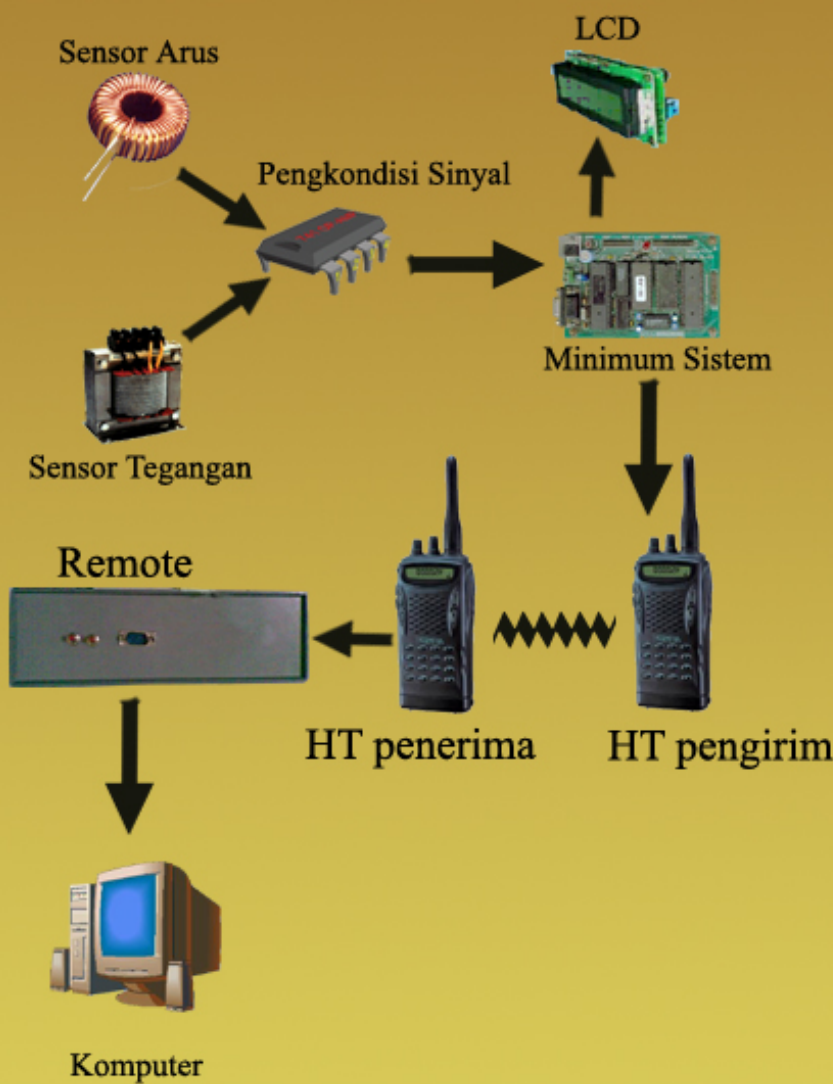 Sensor Arus
LCD
Pengkondisi Sinyal
Minimum Sistem
Sensor Tegangan
Remote
HT penerima
HT pengirim
Komputer